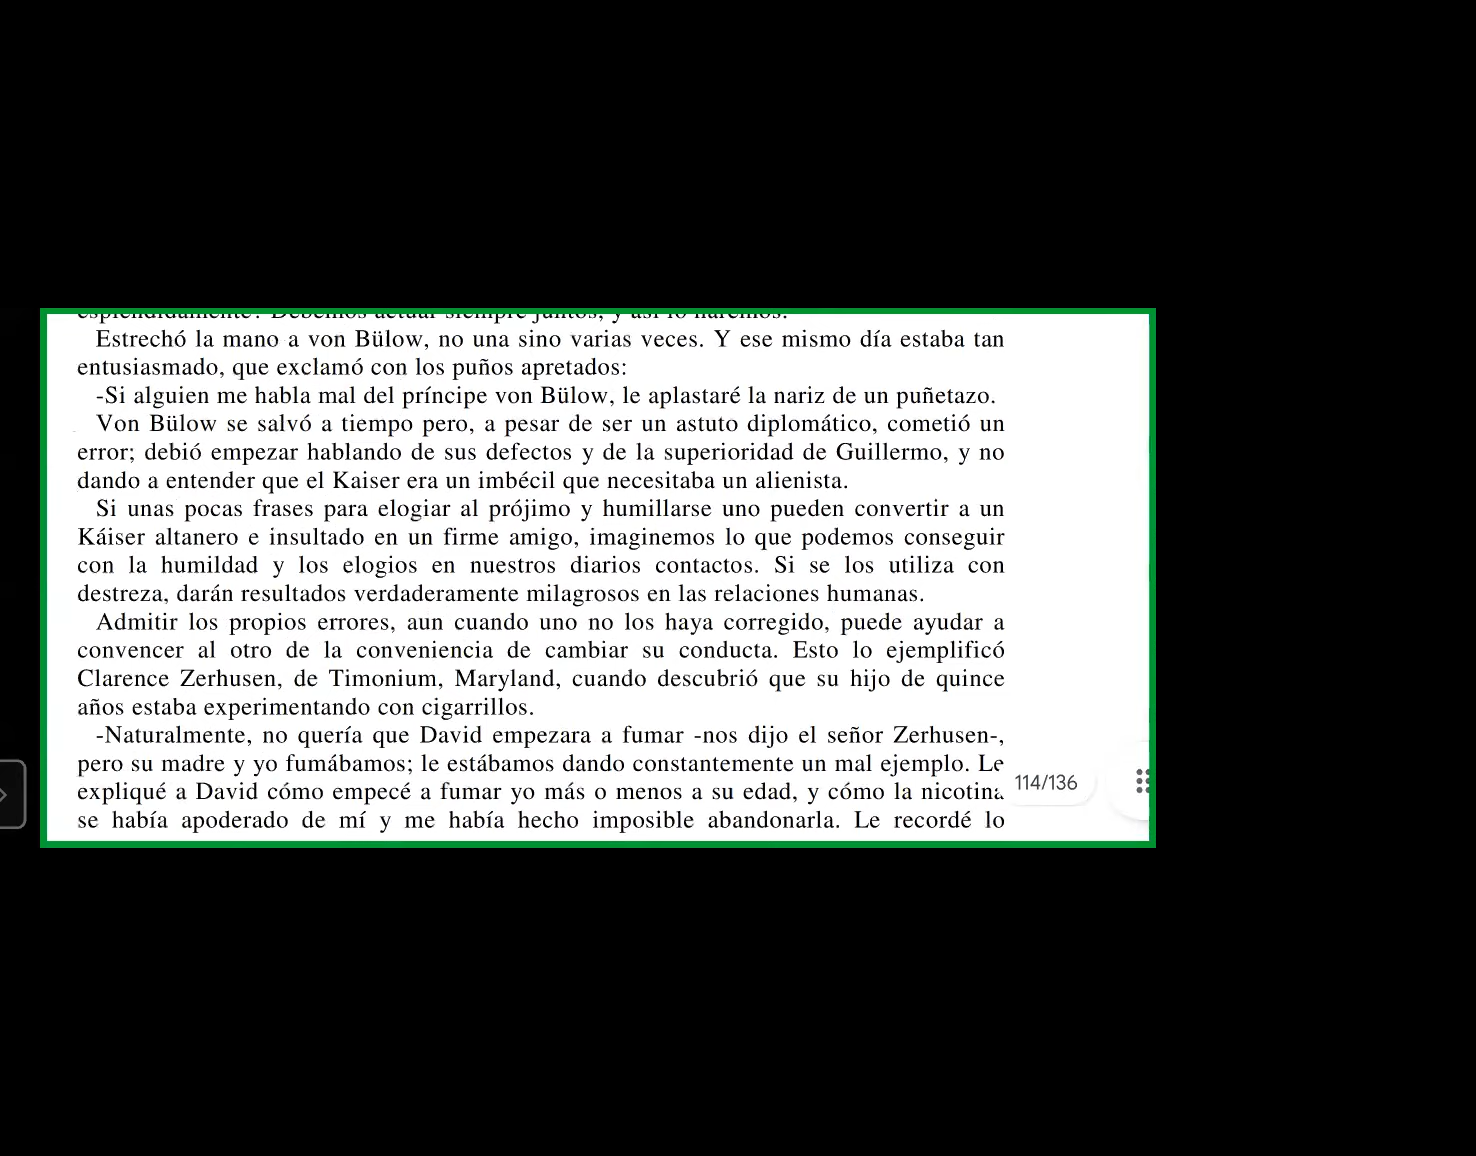 esplendidamente! Debemos actuar siempre juntos, y así lo haremos.
Estrechó la mano a von Bülow, no una sino varias veces. Y ese mismo día estaba tan
entusiasmado, que exclamó con los puños apretados:
-Si alguien me habla mal del príncipe von Bülow, le aplastaré la nariz de un puñetazo.
Von Bülow se salvó a tiempo pero, a pesar de ser un astuto diplomático, cometió un
error; debió empezar hablando de sus defectos y de la superioridad de Guillermo, y no
dando a entender que el Kaiser era un imbécil que necesitaba un alienista.
Si unas pocas frases para elogiar al prójimo y humillarse uno pueden convertir a un
Káiser altanero e insultado en un firme amigo, imaginemos lo que podemos conseguir
con la humildad y los elogios en nuestros diarios contactos. Si se los utiliza con
destreza, darán resultados verdaderamente milagrosos en las relaciones humanas.
Admitir los propios errores, aun cuando uno no los haya corregido, puede ayudar a
convencer al otro de la conveniencia de cambiar su conducta. Esto lo ejemplificó
Clarence Zerhusen, de Timonium, Maryland, cuando descubrió que su hijo de quince
años estaba experimentando con cigarrillos.
-Naturalmente, no quería que David empezara a fumar -nos dijo el señor Zerhusen-,
pero su madre y yo fumábamos; le estábamos dando constantemente un mal ejemplo. Le
expliqué a David cómo empecé a fumar yo más o menos a su edad, y cómo la nicotina
se había apoderado de mí y me había hecho imposible abandonarla. Le recordé lo
114/136